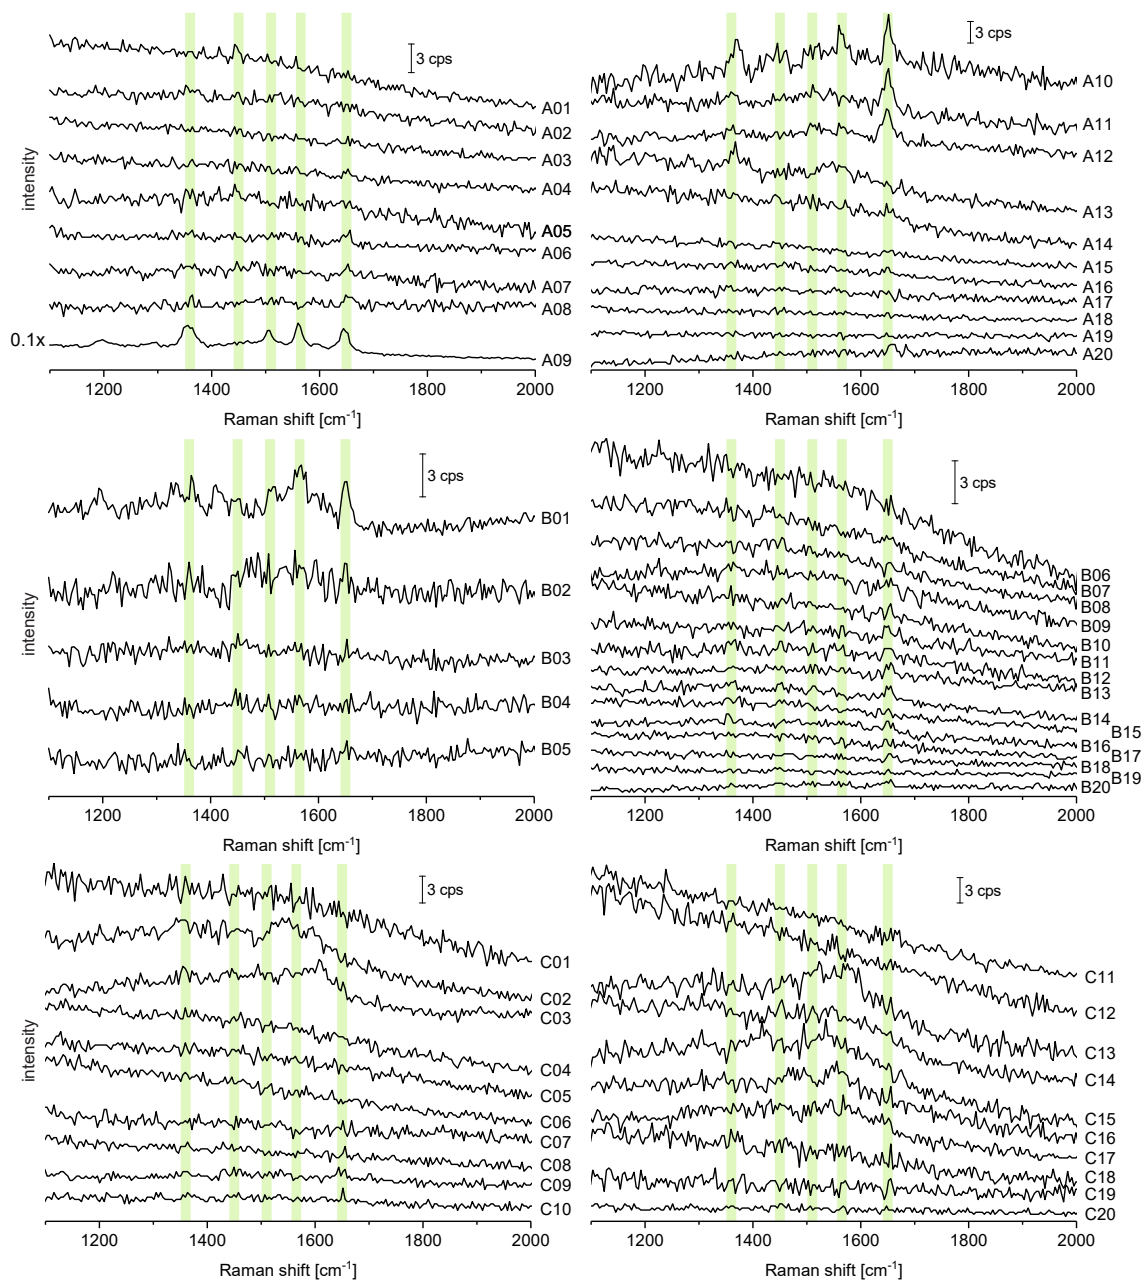 3 cps
A01
A02
A03
A04
A05
A06
A07
A08
0.1x
A09
intensity
1200 1400 1600 1800 2000
Raman shift [cm-1]
3 cps
A10
A11
A12
A13
A14
A15
A16
A17
A18
A19
A20
1200 1400 1600 1800 2000
Raman shift [cm-1]
3 cps
B01
B02
B03
B04
B05
intensity
1200 1400 1600 1800 2000
Raman shift [cm-1]
3 cps
B06
B07
B08
B09
B10
B11
B12
B13
B14
B15
B16
B17
B18
B19
B20
1200 1400 1600 1800 2000
Raman shift [cm-1]
3 cps
C01
C02
C03
C04
C05
C06
C07
C08
C09
C10
intensity
1200 1400 1600 1800 2000
Raman shift [cm-1]
3 cps
C11
C12
C13
C14
C15
C16
C17
C18
C19
C20
1200 1400 1600 1800 2000
Raman shift [cm-1]